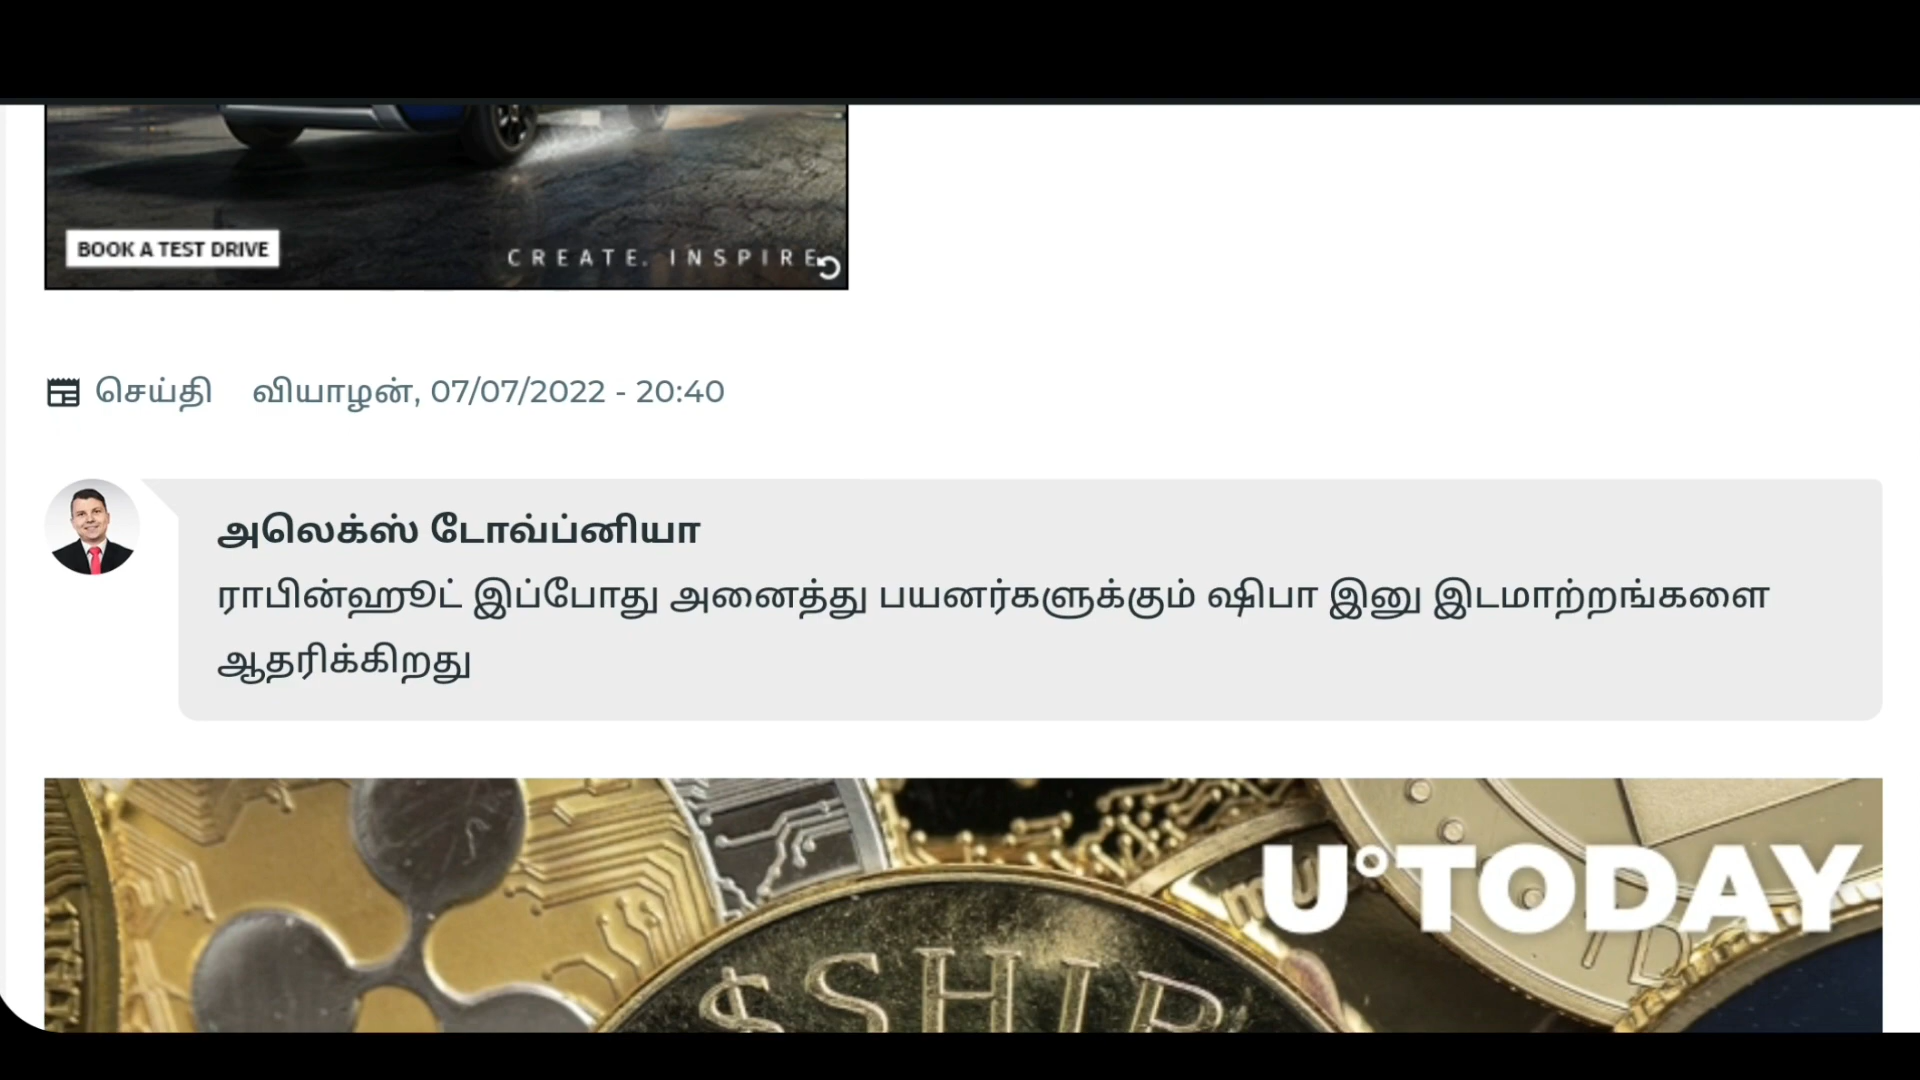 BOOK A TEST DRIVE
CREATE. INSPIRE
செய்தி வியாழன், 07/07/2022 - 20:40
அலெக்ஸ் டோவ்ப்னியா
ராபின்ஹூட் இப்போது அனைத்து பயனர்களுக்கும் ஷிபா இனு இடமாற்றங்களை
ஆதரிக்கிறது
U°TODAY
$SHIB